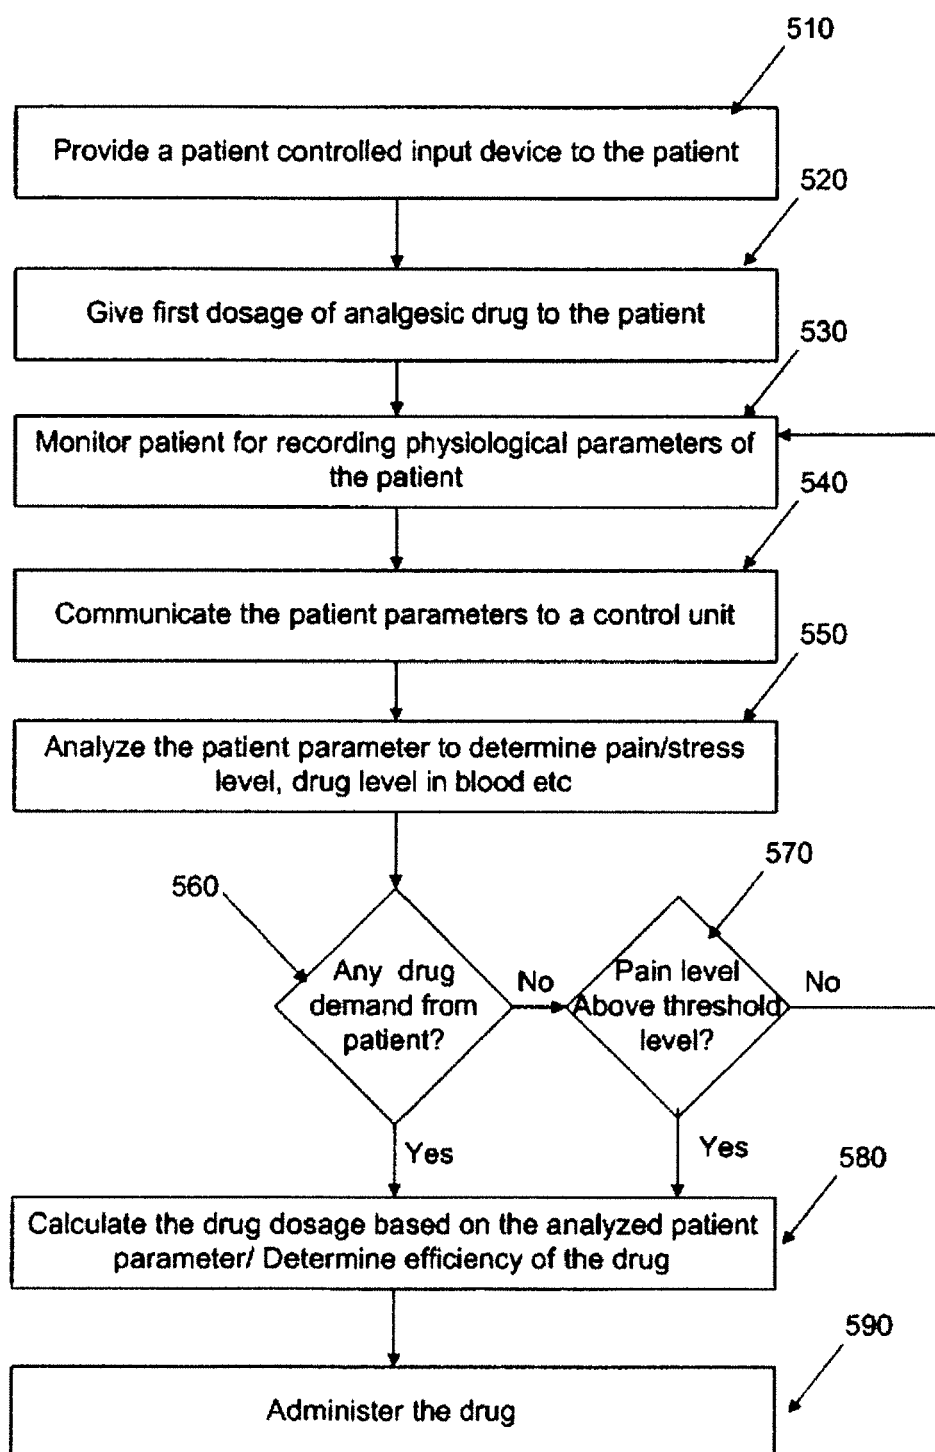 510
Provide a patient controlled input device to the patient
520
Give first dosage of analgesic drug to the patient
530
Monitor patient for recording physiological parameters of
the patient
540
Communicate the patient parameters to a control unit
550
Analyze the patient parameter to determine pain/stress
level, drug level in blood etc
560
570
Any drug
demand from
patient?
No
Pain level
Above threshold
level?
No
Yes
Yes
580
Calculate the drug dosage based on the analyzed patient
parameter/ Determine efficiency of the drug
590
Administer the drug